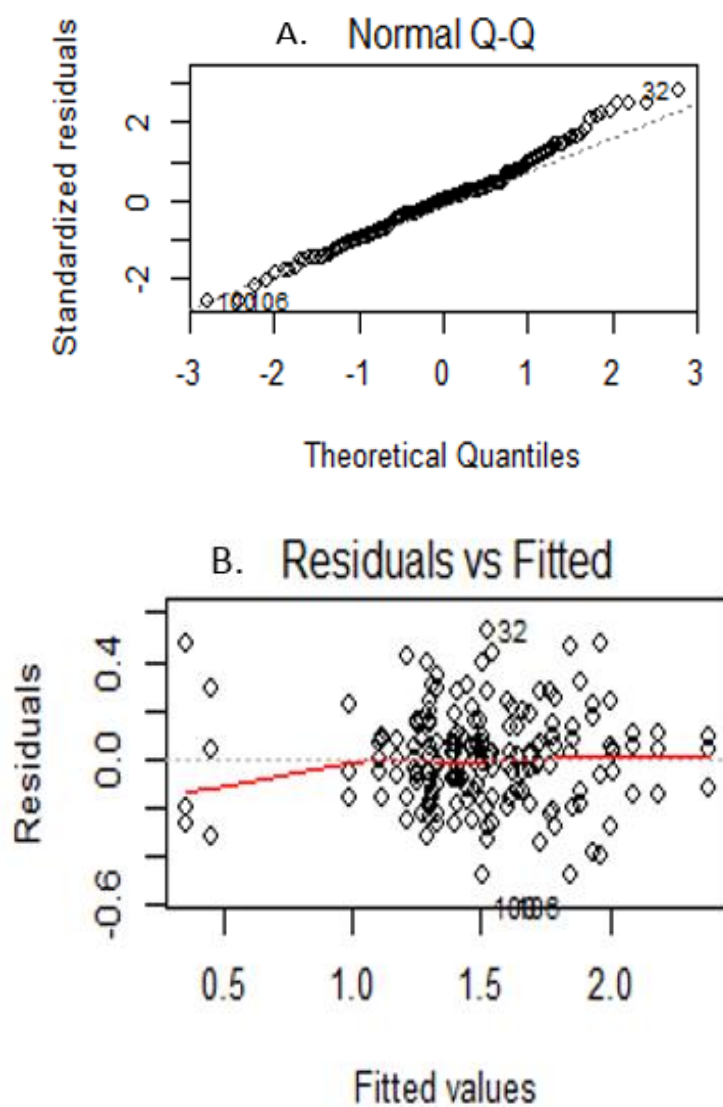 A. Normal Q-Q
Standardized residuals
2
0
-2
32
106
-3 -2 -1 0 1 2 3
Theoretical Quantiles
B. Residuals vs Fitted
Residuals
0.4
0.0
-0.6
32
0.5 1.0 1.5 2.0
Fitted values